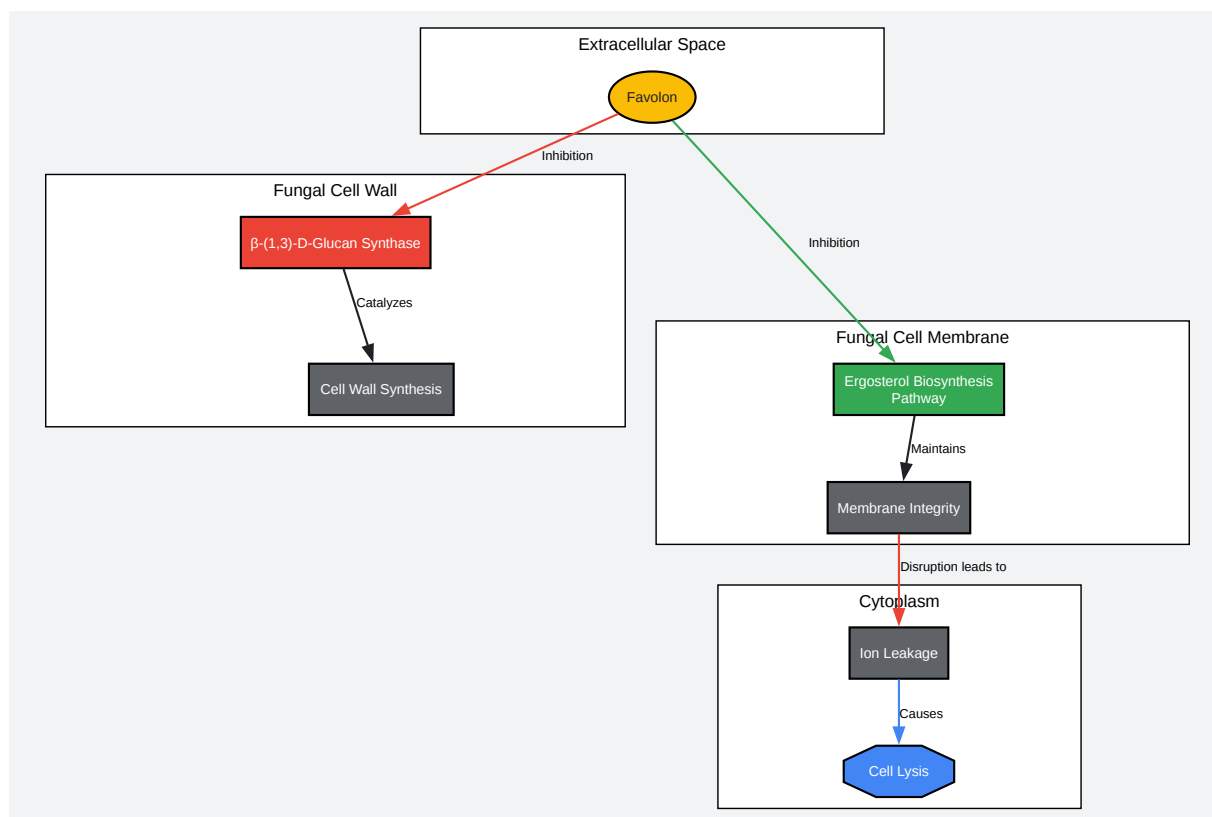 Extracellular Space
Favolon
Inhibition
Fungal Cell Wall
β-(1,3)-D-Glucan Synthase
Catalyzes
Cell Wall Synthesis
Inhibition
Fungal Cell Membrane
Ergosterol Biosynthesis
Pathway
Maintains
Membrane Integrity
Disruption leads to
Cytoplasm
Ion Leakage
Causes
Cell Lysis